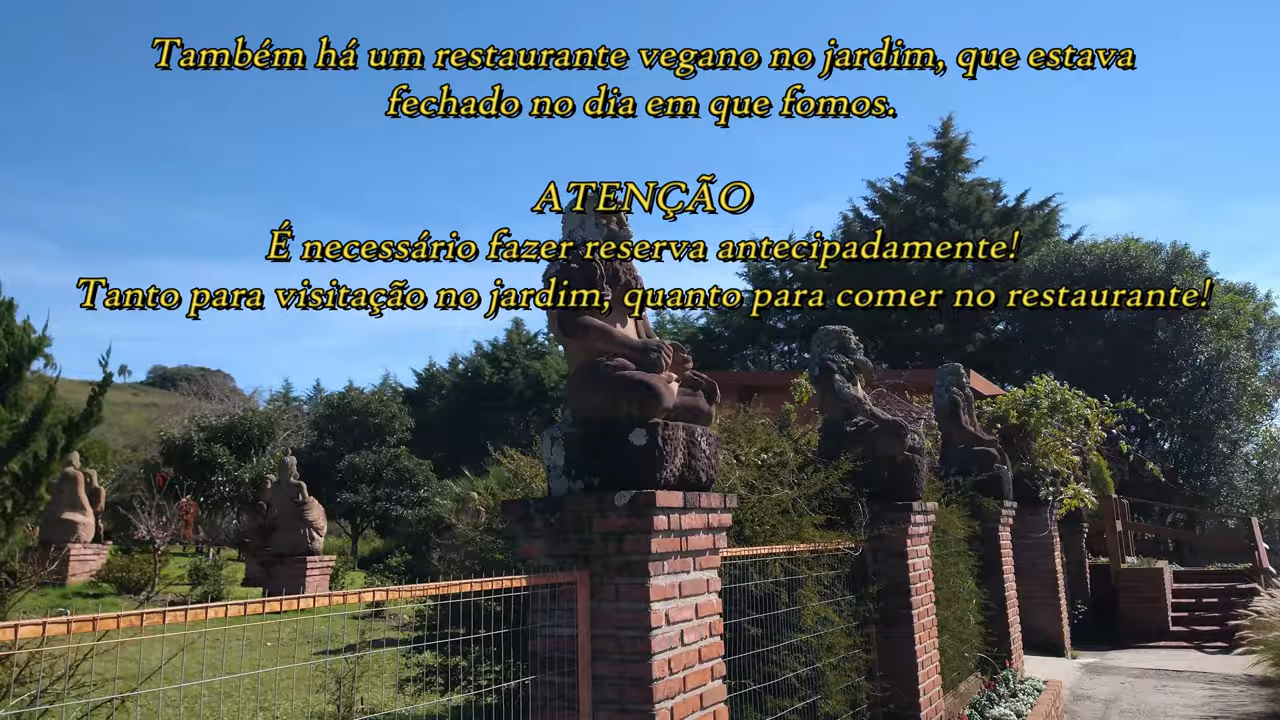 Também há um restaurante vegano no jardim, que estava
fechado no dia em que fomos.
ATENÇÃO
É necessário fazer reserva antecipadamente!
Tanto para visitação no jardim, quanto para comer no restaurante!